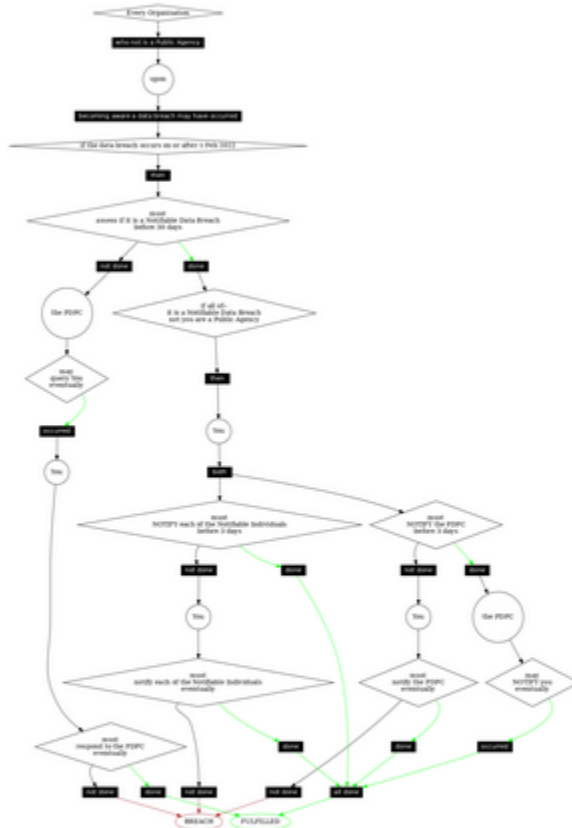 Every Organisation
who not is a Public Agency
upon
becoming aware a data breach may have occurred
if the data breach occurs on or after 1 Feb 2022
then
must
assess if it is a Notifiable Data Breach
before 30 days
not done
done
the PDPC
if all of:
it is a Notifiable Data Breach
not you are a Public Agency
may
query You
eventually
then
occurred
You
You
both
must
NOTIFY each of the Notifiable Individuals
before 3 days
must
NOTIFY the PDPC
before 3 days
not done
done
not done
done
You
You
the PDPC
must
notify each of the Notifiable Individuals
eventually
must
notify the PDPC
eventually
may
NOTIFY you
eventually
must
respond to the PDPC
eventually
done
done
occurred
not done
done
not done
not done
all done
BREACH
FULFILLED